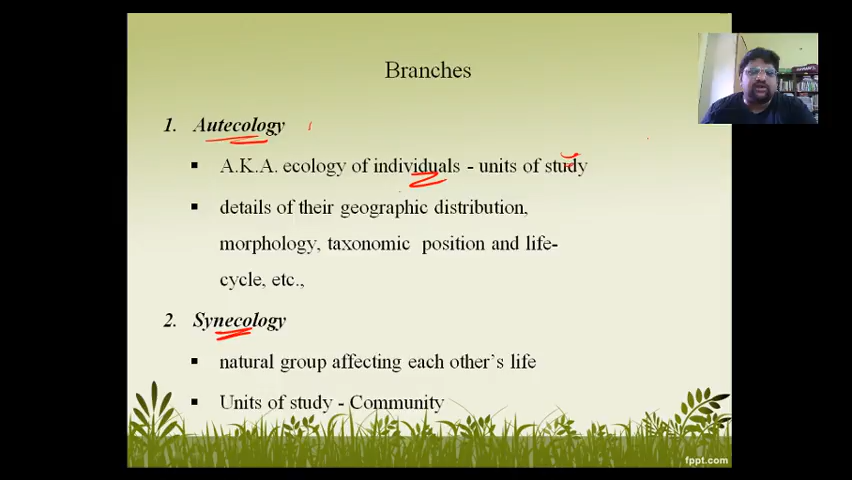 Branches
1. Autecology
▪ A.K.A. ecology of individuals - units of study
▪ details of their geographic distribution,
morphology, taxonomic position and life-
cycle, etc.,
2. Synecology
▪ natural group affecting each other's life
▪ Units of study - Community
fppt.com